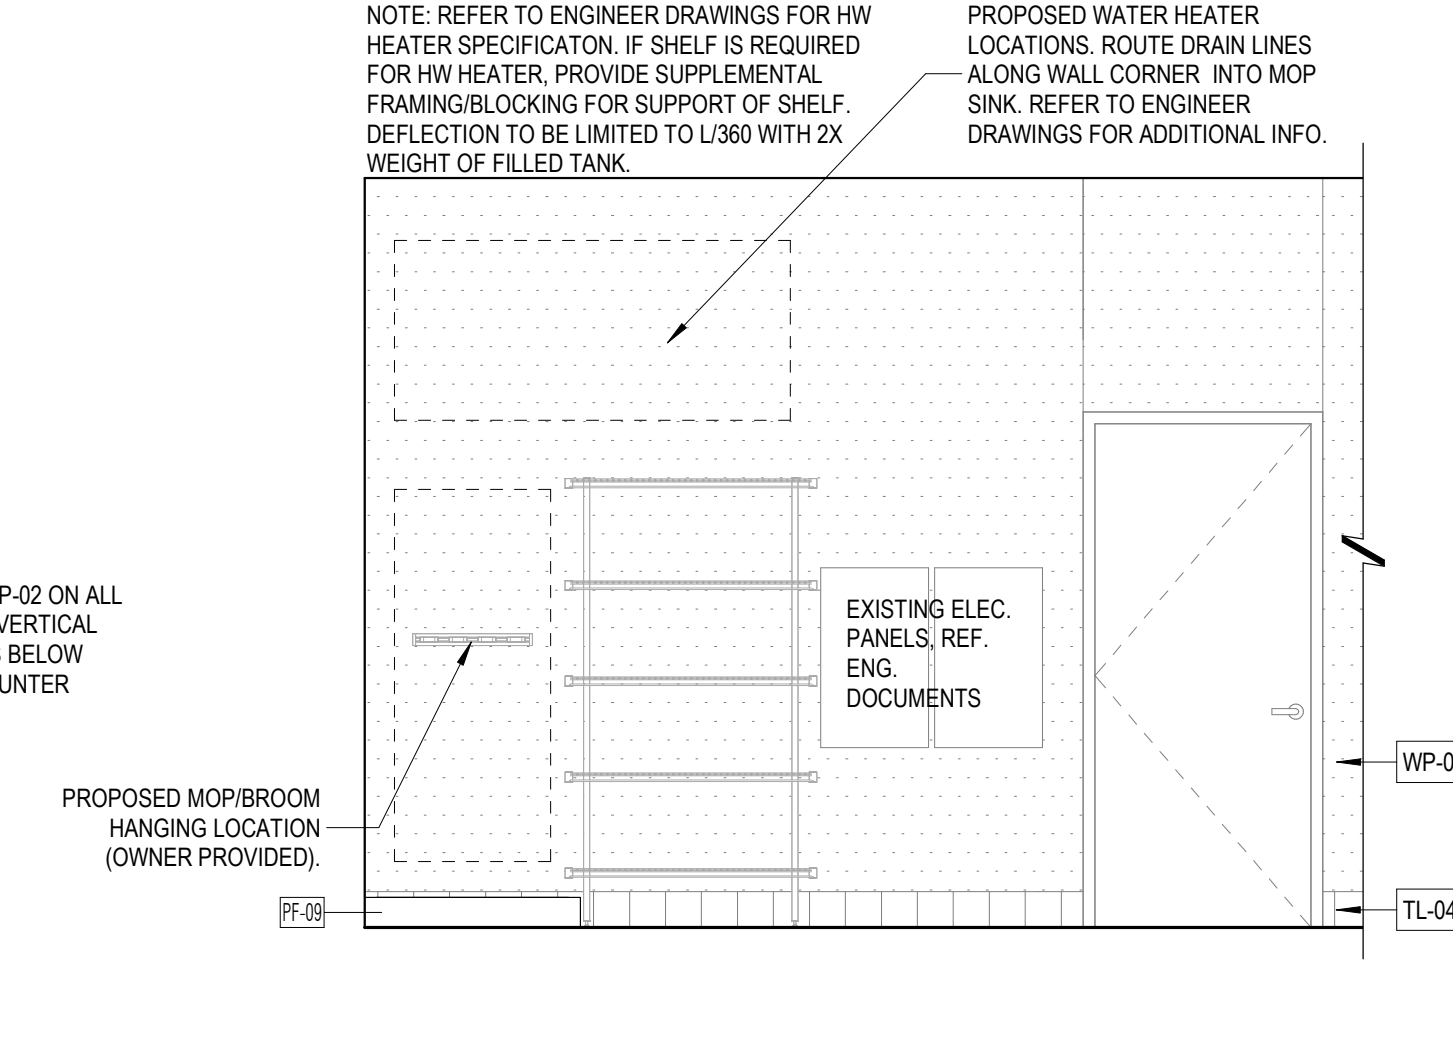 NOTE: REFER TO ENGINEER DRAWINGS FOR HW
HEATER SPECIFICATON. IF SHELF IS REQUIRED
FOR HW HEATER, PROVIDE SUPPLEMENTAL
FRAMING/BLOCKING FOR SUPPORT OF SHELF.
DEFLECTION TO BE LIMITED TO L/360 WITH 2X
WEIGHT OF FILLED TANK.
PROPOSED WATER HEATER
LOCATIONS. ROUTE DRAIN LINES
ALONG WALL CORNER INTO MOP
SINK. REFER TO ENGINEER
DRAWINGS FOR ADDITIONAL INFO.
P-02 ON ALL
VERTICAL
BELOW
UNTER
EXISTING ELEC.
PANELS, REF.
ENG.
DOCUMENTS
PROPOSED MOP/BROOM
HANGING LOCATION
(OWNER PROVIDED).
PF-09
WP-0
TL-04